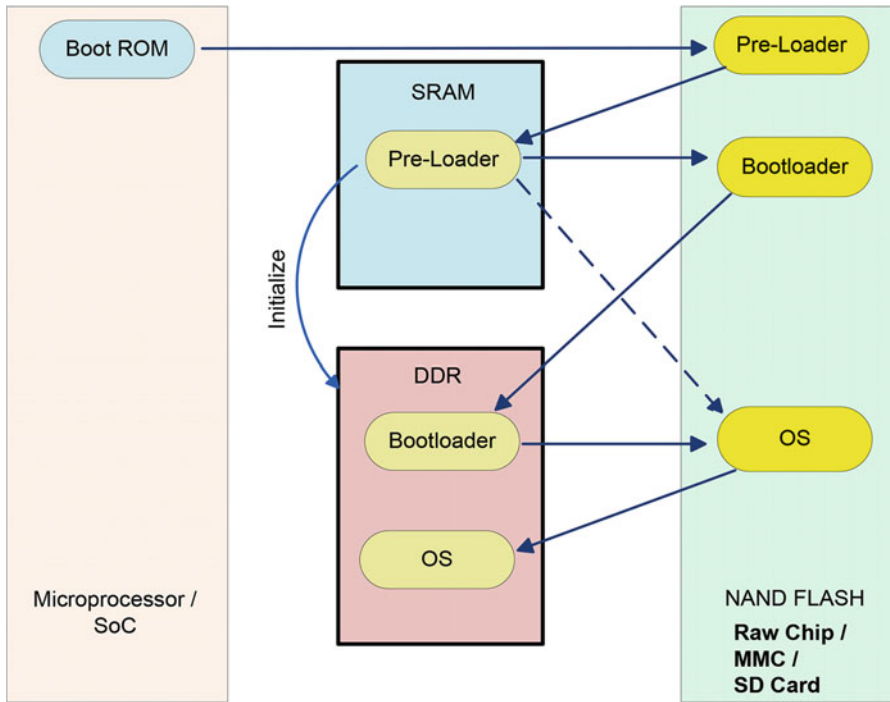 Boot ROM
Pre-Loader
SRAM
Pre-Loader
Bootloader
Initialize
DDR
Bootloader
OS
OS
Microprocessor /
SoC
NAND FLASH
Raw Chip /
MMC /
SD Card